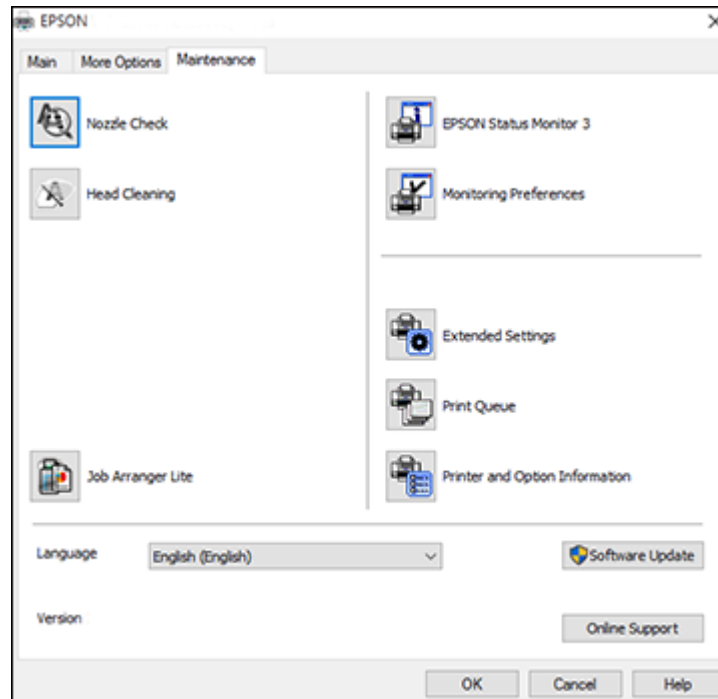 EPSON
Main More Options Maintenance
Nozzle Check
Head Cleaning
Job Arranger Lite
EPSON Status Monitor 3
Monitoring Preferences
Extended Settings
Print Queue
Printer and Option Information
Language English (English) Software Update
Version Online Support
OK Cancel Help